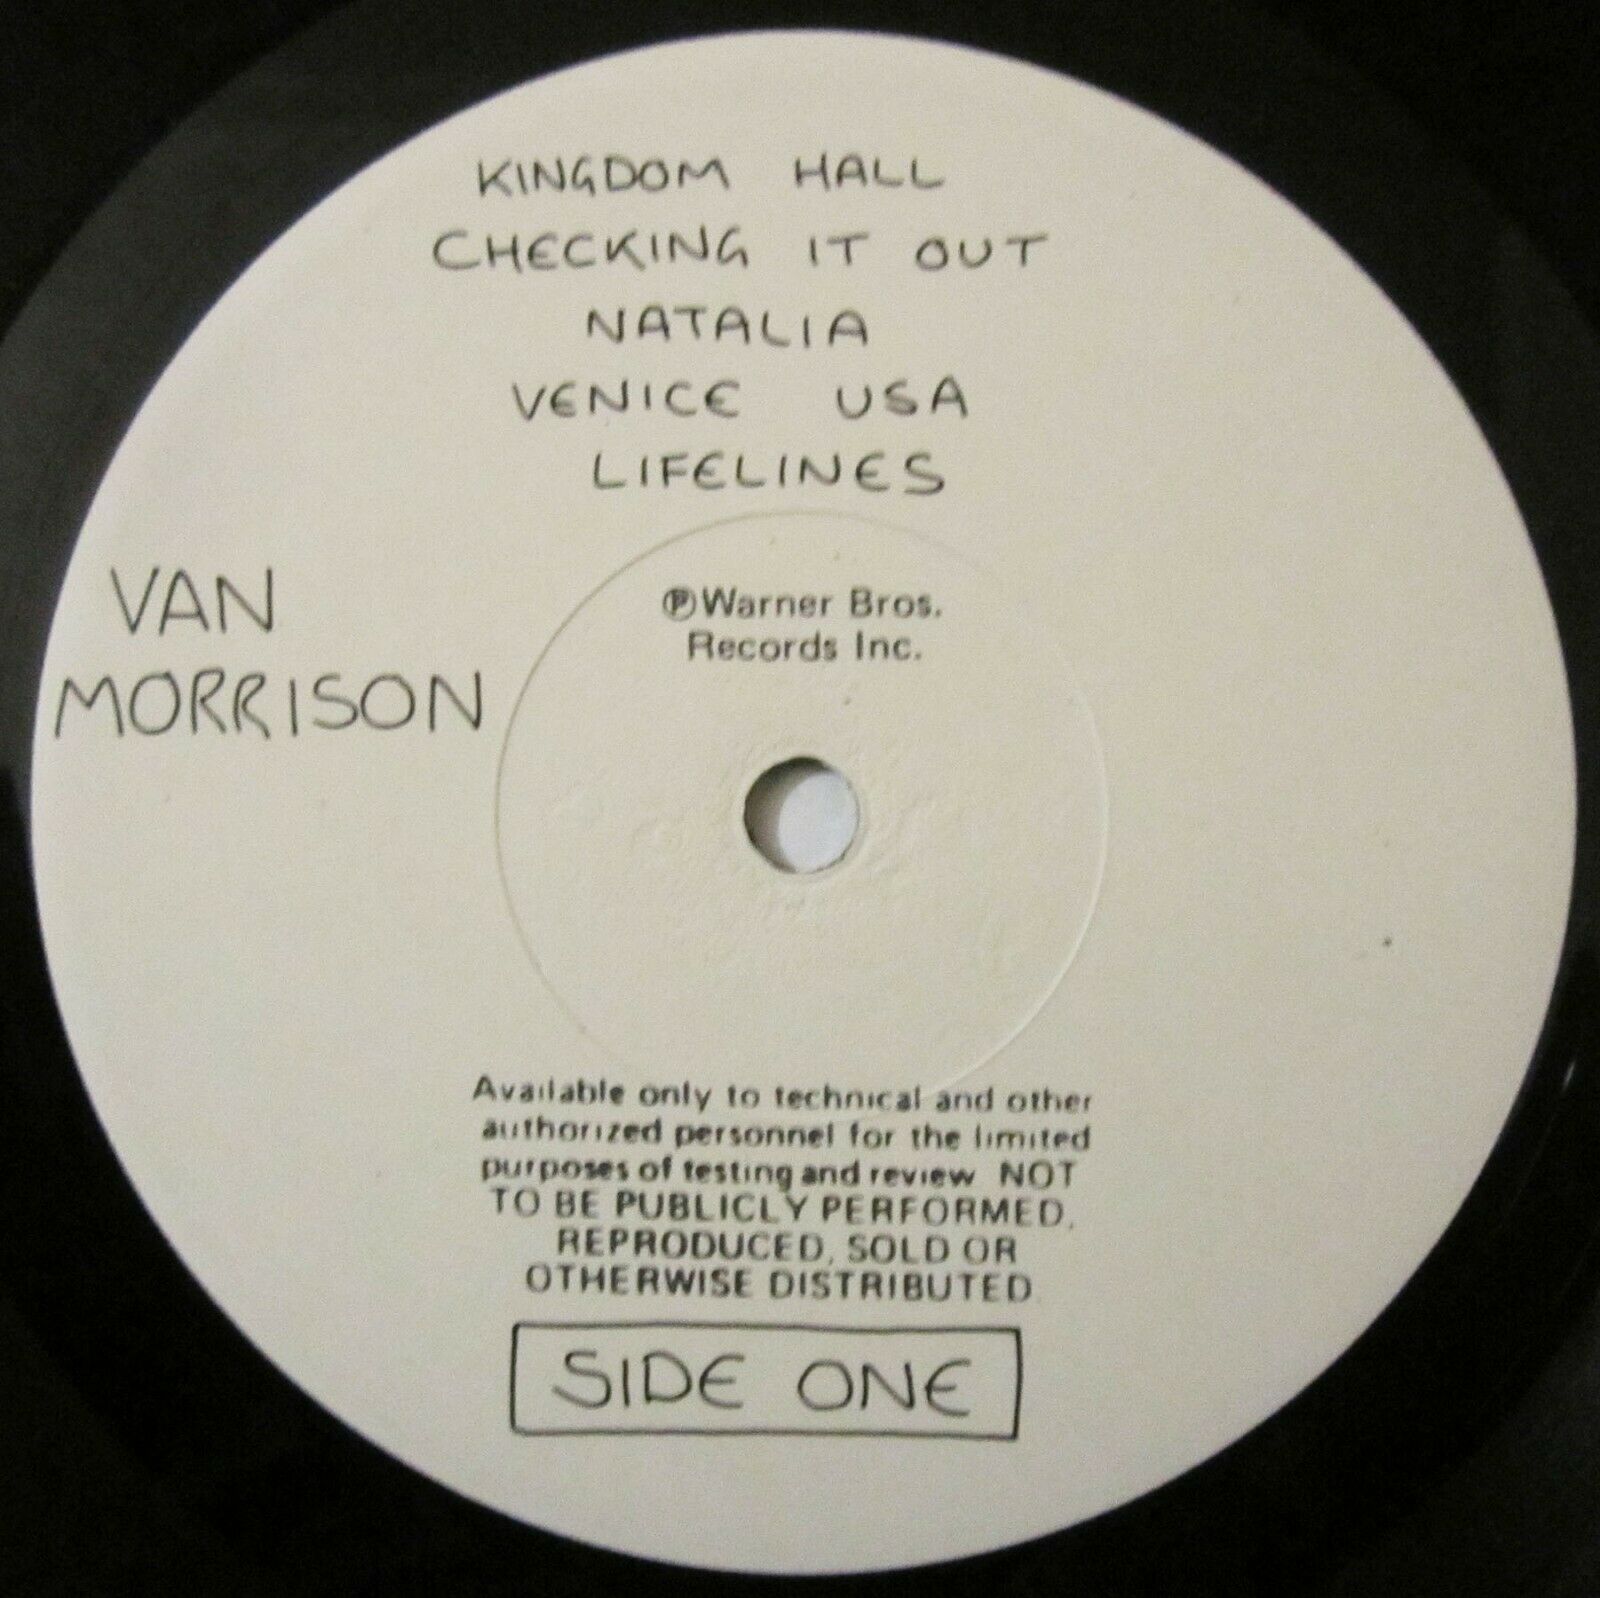 KINGDOM HALL
CHECKING IT OUT
NATALIA
VENICE USA
LIFELINES
VAN
MORRISON
℗Warner Bros.
Records Inc.
Available only to technical and other
authorized personnel for the limited
purposes of testing and review NOT
TO BE PUBLICLY PERFORMED,
REPRODUCED, SOLD OR
OTHERWISE DISTRIBUTED.
SIDE ONE